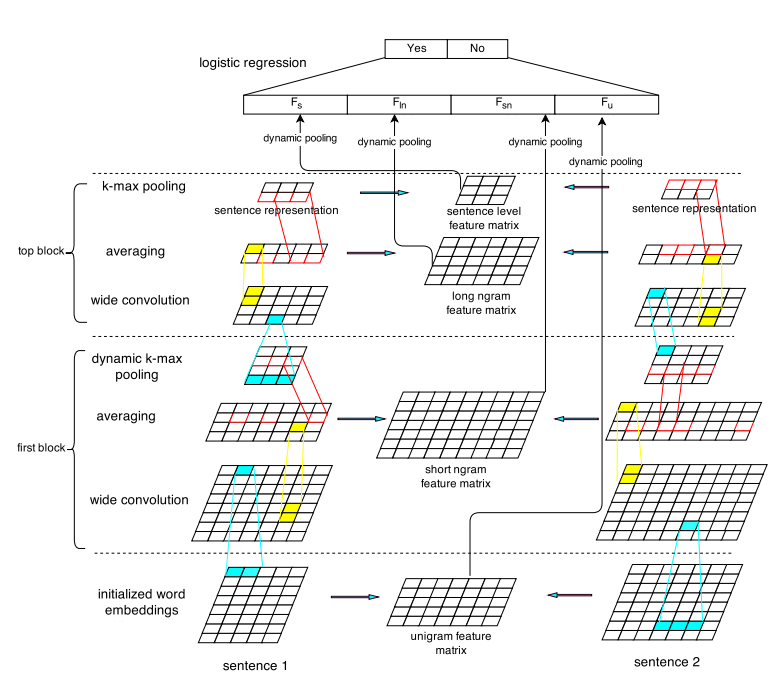 Yes No
logistic regression
Fs Fln Fsn Fu
dynamic pooling
dynamic pooling
dynamic pooling
dynamic pooling
k-max pooling
sentence representation
sentence level
feature matrix
sentence representation
top block
averaging
wide convolution
long ngram
feature matrix
dynamic k-max
pooling
averaging
first block
short ngram
feature matrix
wide convolution
initialized word
embeddings
unigram feature
matrix
sentence 1
sentence 2